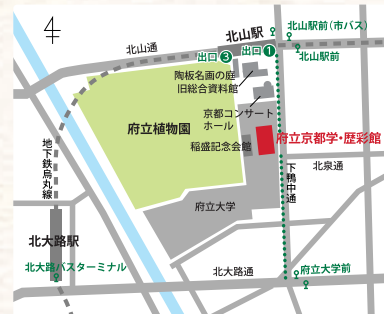 北山駅
北山駅前(市バス)
北山通
出口3
出口1
北山駅前
陶板名画の庭
旧総合資料館
京都コンサート
ホール
府立植物園
府立京都学・歴彩館
稲盛記念会館
地下鉄烏丸線
北泉通
下鴨中通
府立大学
北大路駅
北大路バスターミナル
北大路通
府立大学前